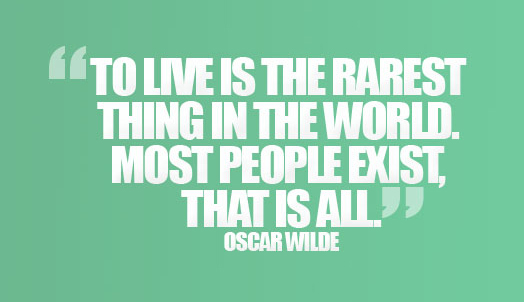 “TO LIVE IS THE RAREST
THING IN THE WORLD.
MOST PEOPLE EXIST,
THAT IS ALL.”
OSCAR WILDE